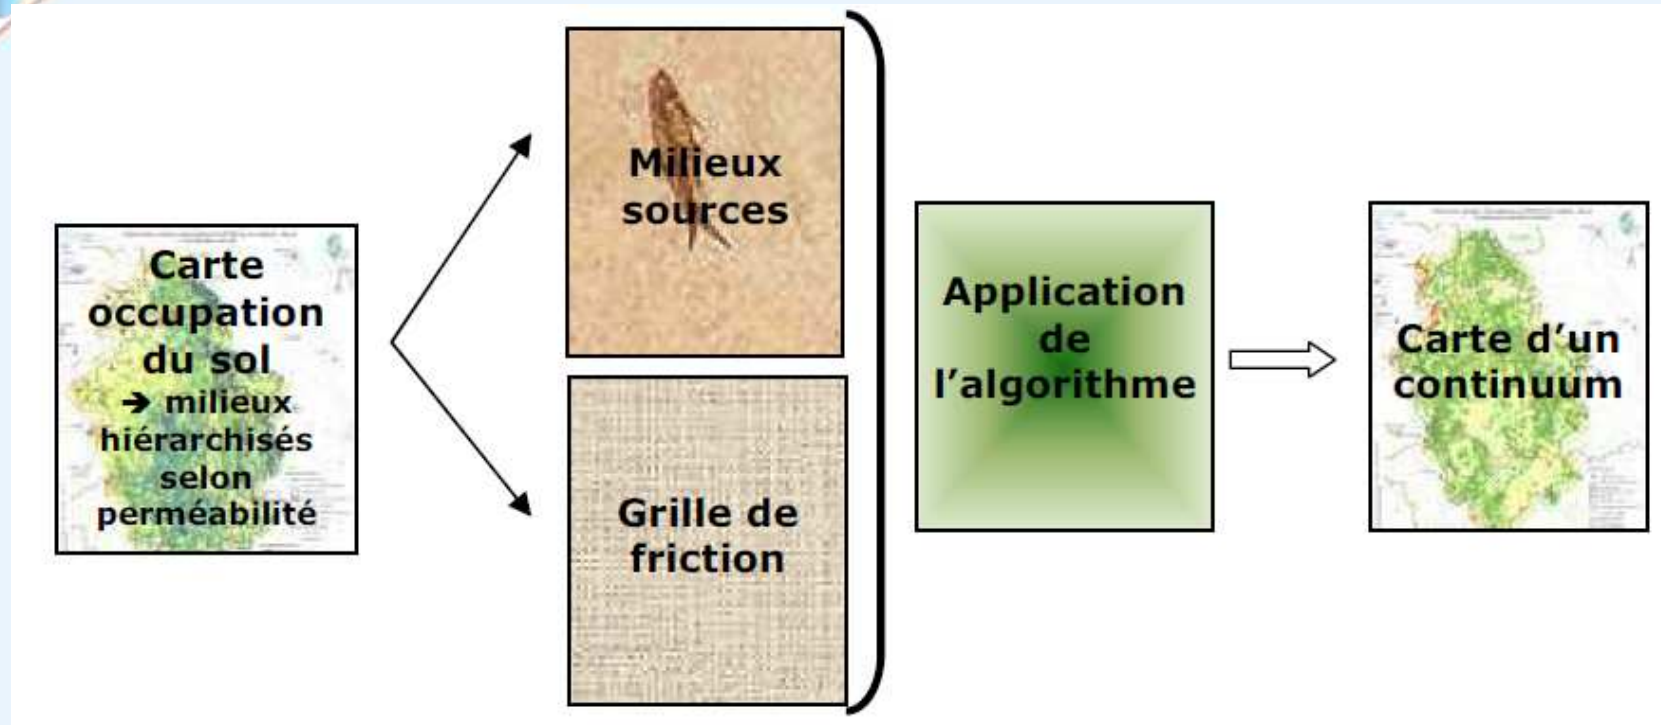 Carte
occupation
du sol
➔ milieux
hiérarchisés
selon
perméabilité
Milieux
sources
Grille de
friction
Application
de
l’algorithme
Carte d’un
continuum